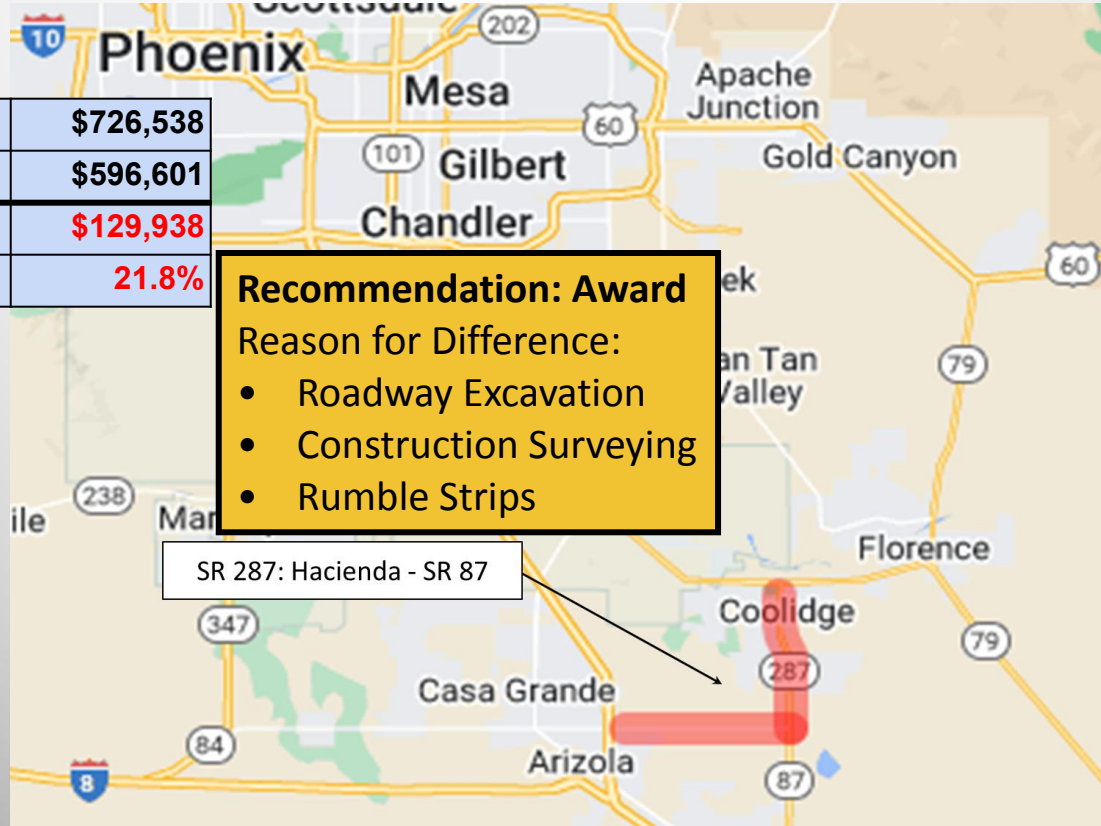 Scottsdale
202
10
Phoenix
Apache
Junction
Mesa
60
$726,538
101
Gilbert
Gold Canyon
$596,601
Chandler
$129,938
60
21.8%
Recommendation: Award
ek
Reason for Difference:
an Tan
Valley
79
• Roadway Excavation
• Construction Surveying
• Rumble Strips
238
ile
Mar
Florence
SR 287: Hacienda - SR 87
Coolidge
347
79
287
Casa Grande
84
Arizola
8
87